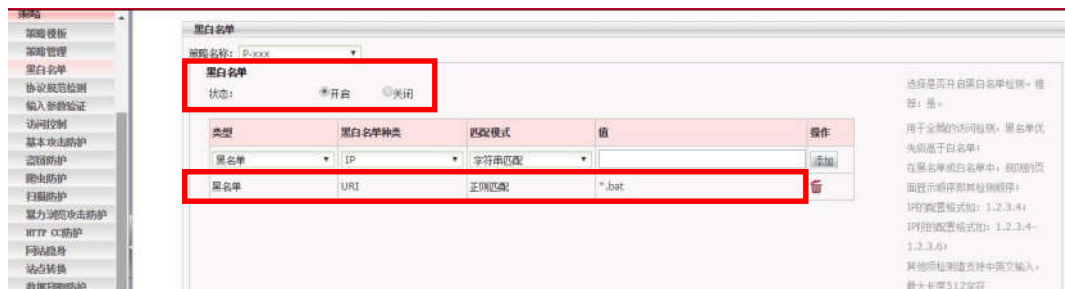 策略
策略模板
策略管理
黑白名单
协议规范检测
输入参数验证
访问控制
基本攻击防护
盗链防护
爬虫防护
扫描防护
暴力浏览攻击防护
HTTP CC防护
网站隐身
站点转换
数据窃取防护
黑白名单
策略名称: P-xxx
黑白名单
状态: 开启 关闭
类型 黑白名单种类 匹配模式 值 操作
黑名单 IP 字符串匹配 添加
黑名单 URI 正则匹配 *.bat
选择是否开启黑白名单检测。推
荐:是。
用于全局的访问检测,黑名单优
先级高于白名单;
在黑名单或白名单中,规则的页
面显示顺序即其检测顺序;
IP的配置格式如:1.2.3.4;
IP段的配置格式如:1.2.3.4-
1.2.3.6;
其他项检测值支持中英文输入,
最大长度512字符